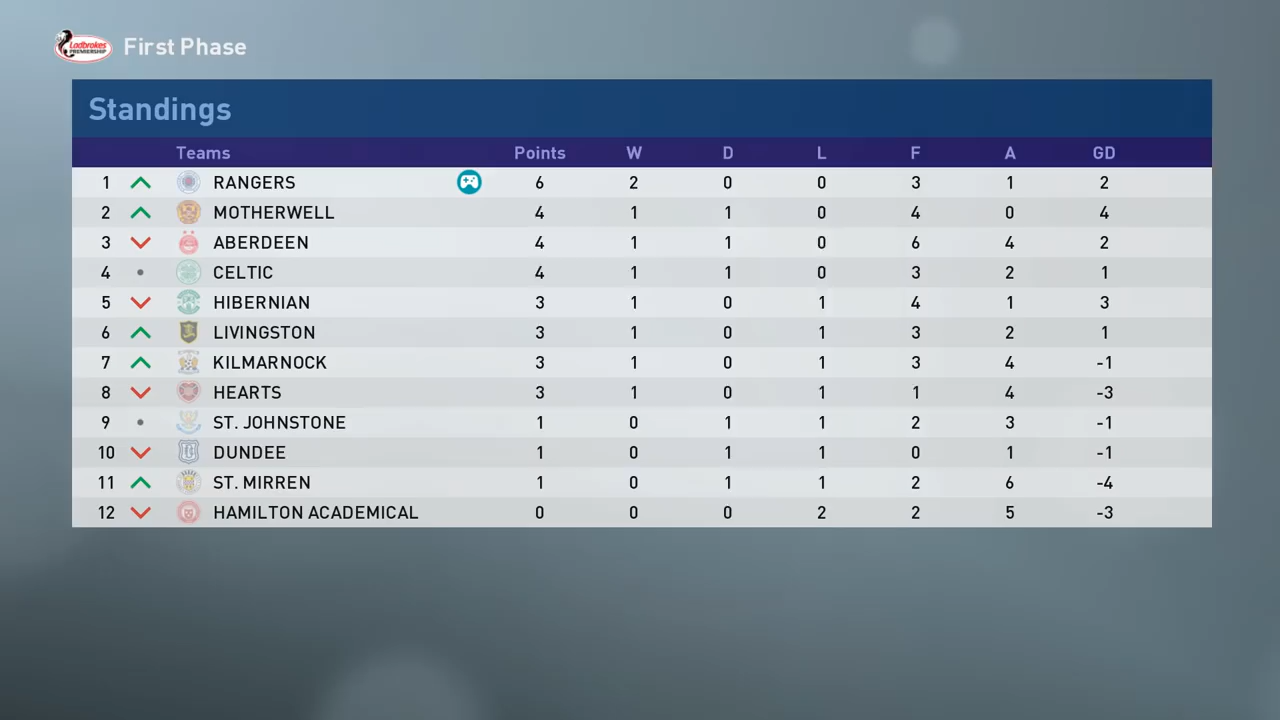 Ladbrokes PREMIERSHIP First Phase
Standings
Teams Points W D L F A GD
1 RANGERS 6 2 0 0 3 1 2
2 MOTHERWELL 4 1 1 0 4 0 4
3 ABERDEEN 4 1 1 0 6 4 2
4 CELTIC 4 1 1 0 3 2 1
5 HIBERNIAN 3 1 0 1 4 1 3
6 LIVINGSTON 3 1 0 1 3 2 1
7 KILMARNOCK 3 1 0 1 3 4 -1
8 HEARTS 3 1 0 1 1 4 -3
9 ST. JOHNSTONE 1 0 1 1 2 3 -1
10 DUNDEE 1 0 1 1 0 1 -1
11 ST. MIRREN 1 0 1 1 2 6 -4
12 HAMILTON ACADEMICAL 0 0 0 2 2 5 -3